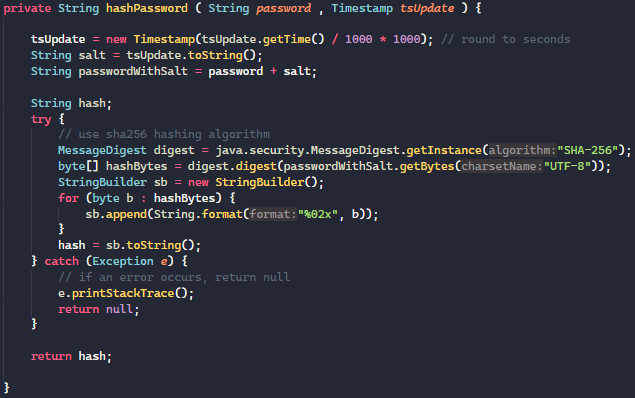 private String hashPassword ( String password , Timestamp tsUpdate ) {
tsUpdate = new Timestamp(tsUpdate.getTime() / 1000 * 1000); // round to seconds
String salt = tsUpdate.toString();
String passwordWithSalt = password + salt;
String hash;
try {
// use sha256 hashing algorithm
MessageDigest digest = java.security.MessageDigest.getInstance(algorithm:"SHA-256");
byte[] hashBytes = digest.digest(passwordWithSalt.getBytes(charsetName:"UTF-8"));
StringBuilder sb = new StringBuilder();
for (byte b : hashBytes) {
sb.append(String.format(format:"%02x", b));
}
hash = sb.toString();
} catch (Exception e) {
// if an error occurs, return null
e.printStackTrace();
return null;
}
return hash;
}